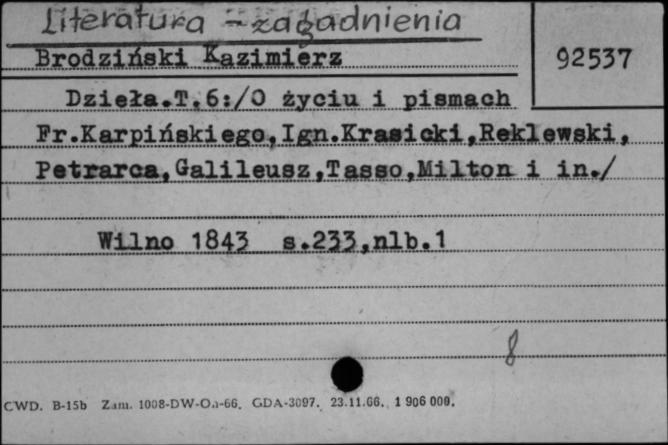 Literatura - zagadnienia
Brodziński Kazimierz
92537
Dzieła.T.6:/O życiu i pismach
Fr.Karpińskiego,Ign.Krasicki,Reklewski,
Petrarca,Galileusz,Tasso,Milton i in./
Wilno 1843 s.233,nlb.1
8
CWD. B-15b Zam. 1008-DW-On-66. GDA-3097. 23.11.66. 1 906 000.